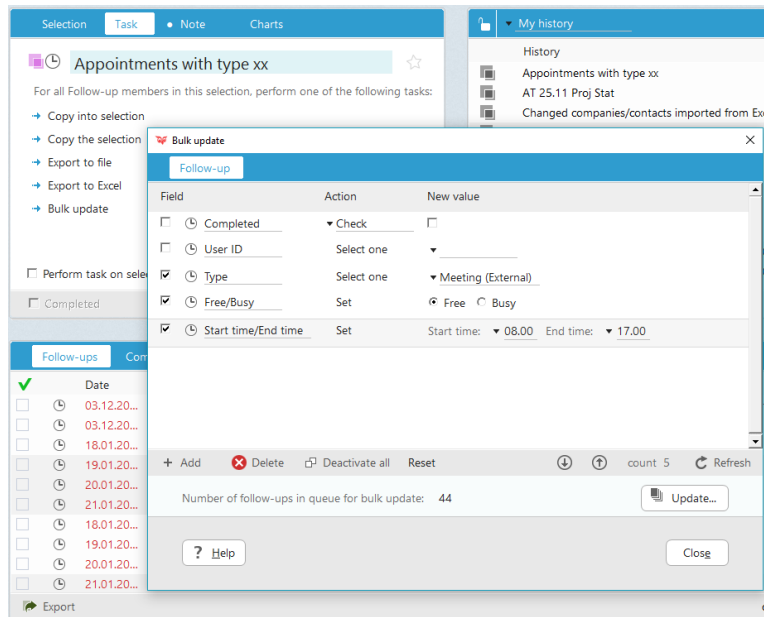 Selection Task Note Charts
My history
History
Appointments with type xx
For all Follow-up members in this selection, perform one of the following tasks:
Copy into selection
Copy the selection
Export to file
Export to Excel
Bulk update
Perform task on sele
Completed
Appointments with type xx
AT 25.11 Proj Stat
Changed companies/contacts imported from Exc
Bulk update
Follow-up
Field Action New value
Completed Check
User ID Select one
Type Select one Meeting (External)
Free/Busy Set Free Busy
Start time/End time Set Start time: 08.00 End time: 17.00
+ Add Delete Deactivate all Reset count 5 Refresh
Number of follow-ups in queue for bulk update: 44 Update...
? Help Close
Follow-ups Com
Date
03.12.20...
03.12.20...
18.01.20...
19.01.20...
20.01.20...
21.01.20...
18.01.20...
19.01.20...
20.01.20...
21.01.20...
Export